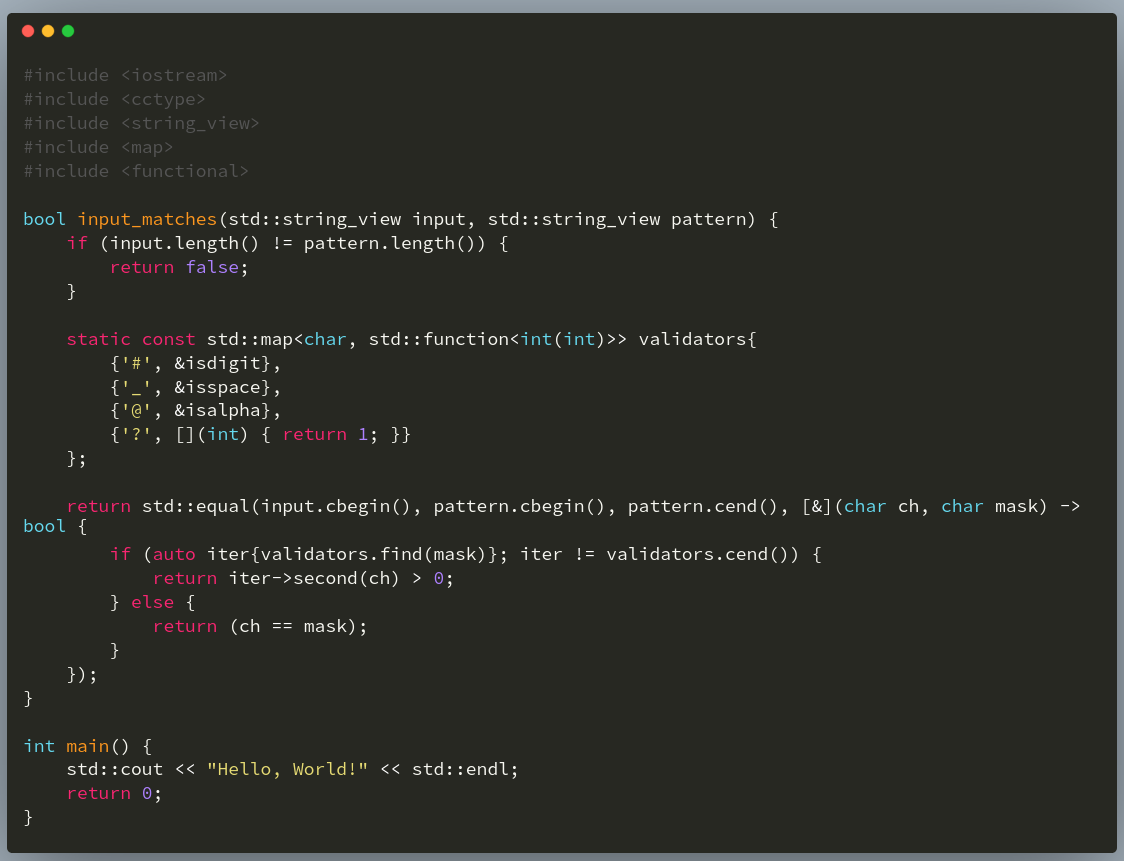 #include <iostream>
#include <cctype>
#include <string_view>
#include <map>
#include <functional>

bool input_matches(std::string_view input, std::string_view pattern) {
    if (input.length() != pattern.length()) {
        return false;
    }

    static const std::map<char, std::function<int(int)>> validators{
        {'#', &isdigit},
        {'_', &isspace},
        {'@', &isalpha},
        {'?', [](int) { return 1; }}
    };

    return std::equal(input.cbegin(), pattern.cbegin(), pattern.cend(), [&](char ch, char mask) ->
bool {
        if (auto iter{validators.find(mask)}; iter != validators.cend()) {
            return iter->second(ch) > 0;
        } else {
            return (ch == mask);
        }
    });
}

int main() {
    std::cout << "Hello, World!" << std::endl;
    return 0;
}